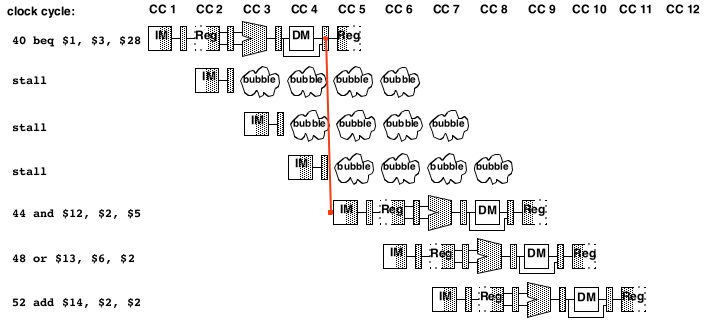 clock cycle: CC 1 CC 2 CC 3 CC 4 CC 5 CC 6 CC 7 CC 8 CC 9 CC 10 CC 11 CC 12
40 beq $1, $3, $28 IM Reg DM Reg
stall IM bubble bubble bubble bubble
stall IM bubble bubble bubble bubble
stall IM bubble bubble bubble bubble
44 and $12, $2, $5 IM Reg DM Reg
48 or $13, $6, $2 IM Reg DM Reg
52 add $14, $2, $2 IM Reg DM Reg